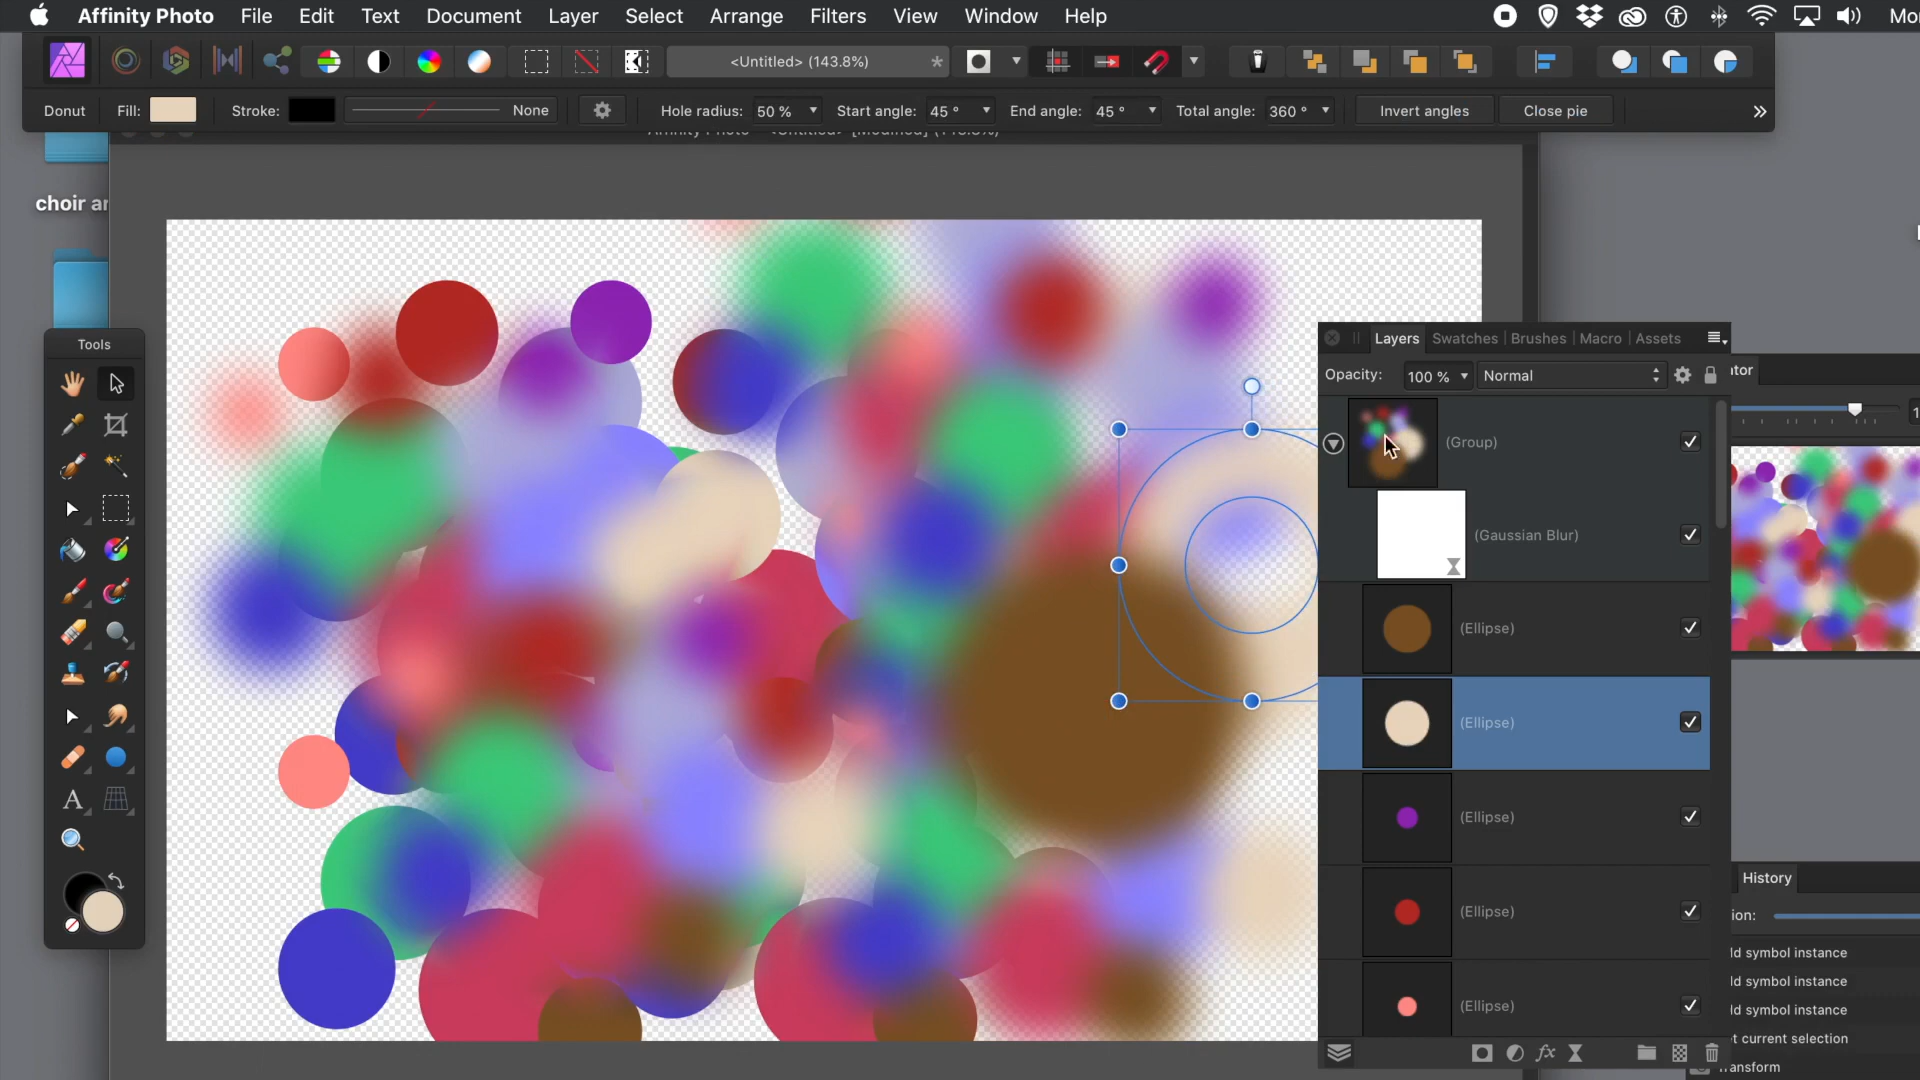 Affinity Photo File Edit Text Document Layer Select Arrange Filters View Window Help
<Untitled> (143.8%) *
Donut Fill: Stroke: None Hole radius: 50 % Start angle: 45 ° End angle: 45 ° Total angle: 360 ° Invert angles Close pie
choir
Tools
A
Layers Swatches Brushes Macro Assets
Opacity: 100 % Normal
(Group)
(Gaussian Blur)
(Ellipse)
(Ellipse)
(Ellipse)
(Ellipse)
(Ellipse)
fx
ator
History
ion:
ld symbol instance
ld symbol instance
ld symbol instance
t current selection
ransform